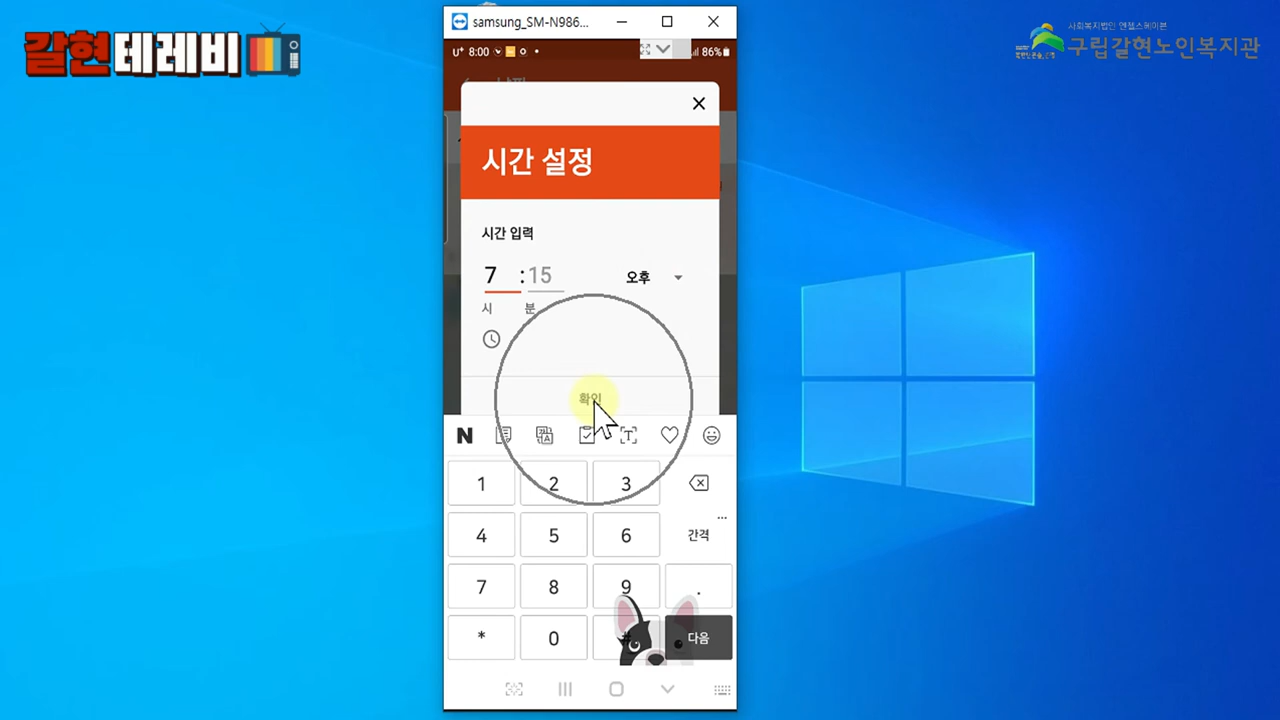 갈현테레비
사회복지법인 엔젤스헤이븐
구립갈현노인복지관
samsung_SM-N986...
U+ 8:00
86%
시간 설정
시간 입력
7 :15 오후
시 분
확인
N
1 2 3
4 5 6 간격
7 8 9 .
* 0 # 다음